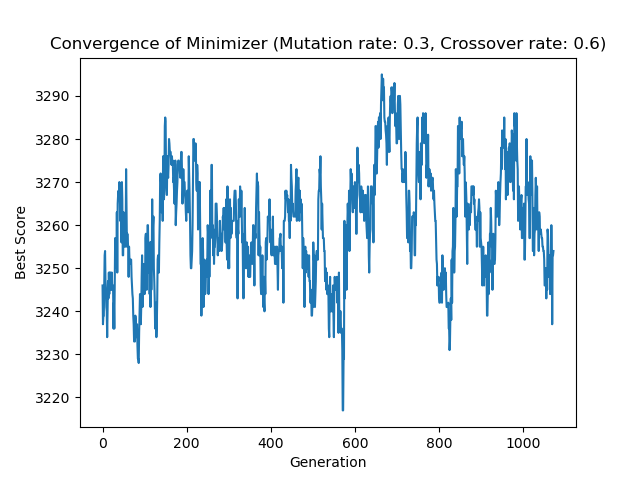 Convergence of Minimizer (Mutation rate: 0.3, Crossover rate: 0.6)
3290
3280
3270
3260
3250
3240
3230
3220
Best Score
0 200 400 600 800 1000
Generation